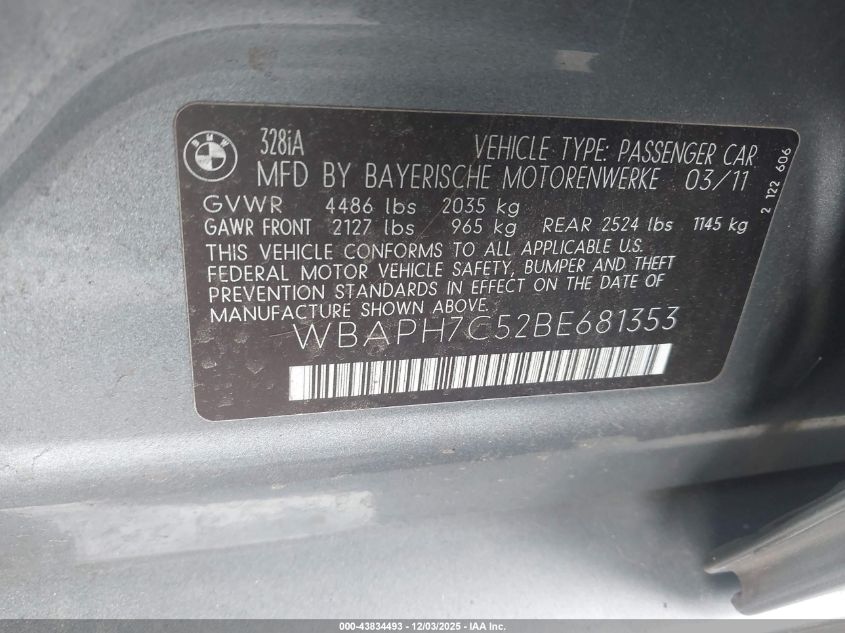 BMW
328iA VEHICLE TYPE: PASSENGER CAR
MFD BY BAYERISCHE MOTORENWERKE 03/11
GVWR 4486 lbs 2035 kg
GAWR FRONT 2127 lbs 965 kg REAR 2524 lbs 1145 kg
THIS VEHICLE CONFORMS TO ALL APPLICABLE U.S.
FEDERAL MOTOR VEHICLE SAFETY, BUMPER AND THEFT
PREVENTION STANDARDS IN EFFECT ON THE DATE OF
MANUFACTURE SHOWN ABOVE.
WBAPH7C52BE681353
2 122 606
000-43834493 - 12/03/2025 - IAA Inc.